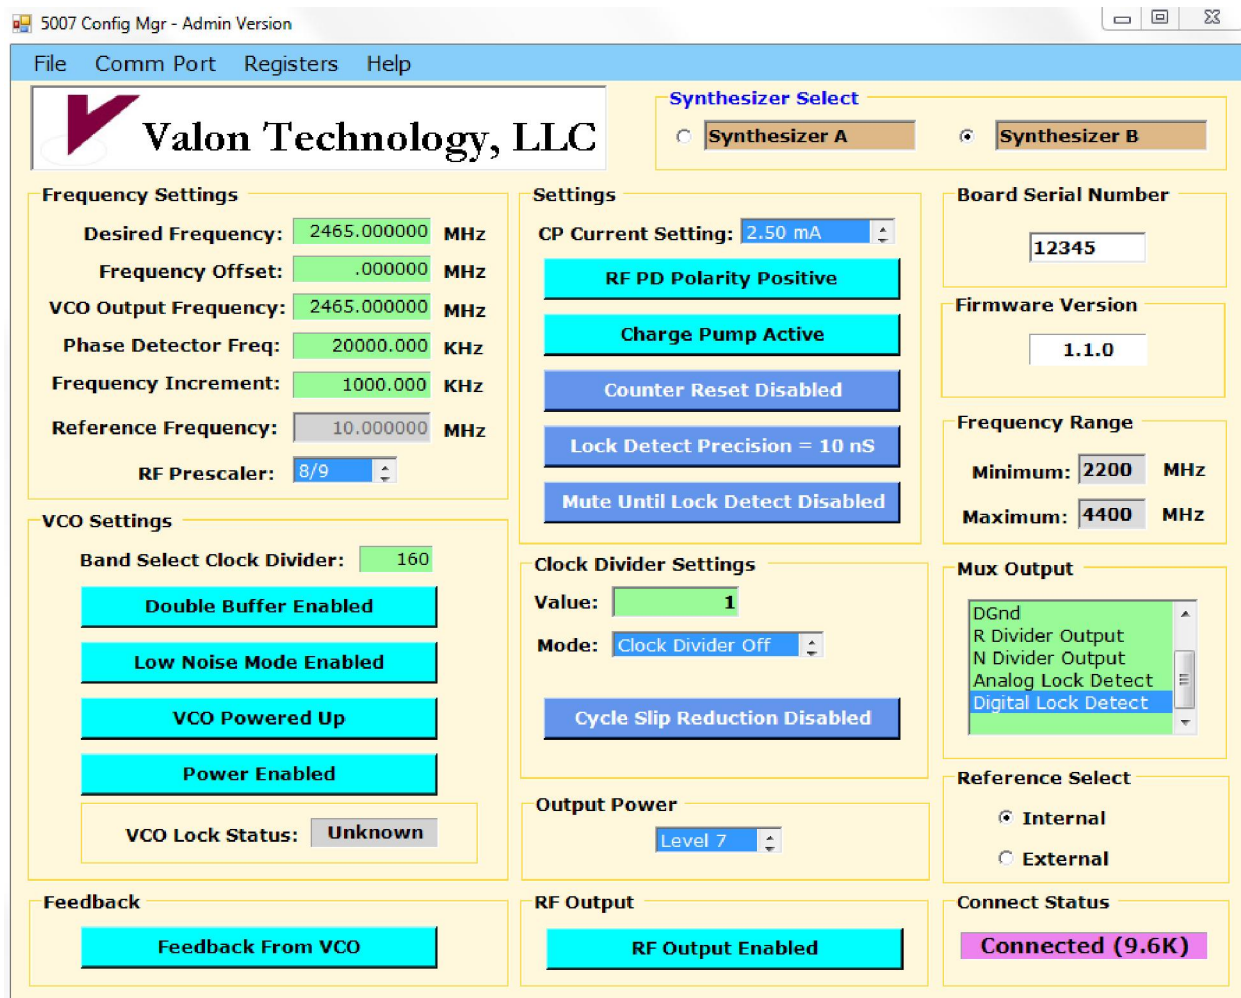 5007 Config Mgr - Admin Version
File Comm Port Registers Help
Valon Technology, LLC
Synthesizer Select
Synthesizer A
Synthesizer B
Frequency Settings
Desired Frequency: 2465.000000 MHz
Frequency Offset: .000000 MHz
VCO Output Frequency: 2465.000000 MHz
Phase Detector Freq: 20000.000 KHz
Frequency Increment: 1000.000 KHz
Reference Frequency: 10.000000 MHz
RF Prescaler: 8/9
VCO Settings
Band Select Clock Divider: 160
Double Buffer Enabled
Low Noise Mode Enabled
VCO Powered Up
Power Enabled
VCO Lock Status: Unknown
Feedback
Feedback From VCO
Settings
CP Current Setting: 2.50 mA
RF PD Polarity Positive
Charge Pump Active
Counter Reset Disabled
Lock Detect Precision = 10 nS
Mute Until Lock Detect Disabled
Clock Divider Settings
Value: 1
Mode: Clock Divider Off
Cycle Slip Reduction Disabled
Output Power
Level 7
RF Output
RF Output Enabled
Board Serial Number
12345
Firmware Version
1.1.0
Frequency Range
Minimum: 2200 MHz
Maximum: 4400 MHz
Mux Output
DGnd
R Divider Output
N Divider Output
Analog Lock Detect
Digital Lock Detect
Reference Select
Internal
External
Connect Status
Connected (9.6K)